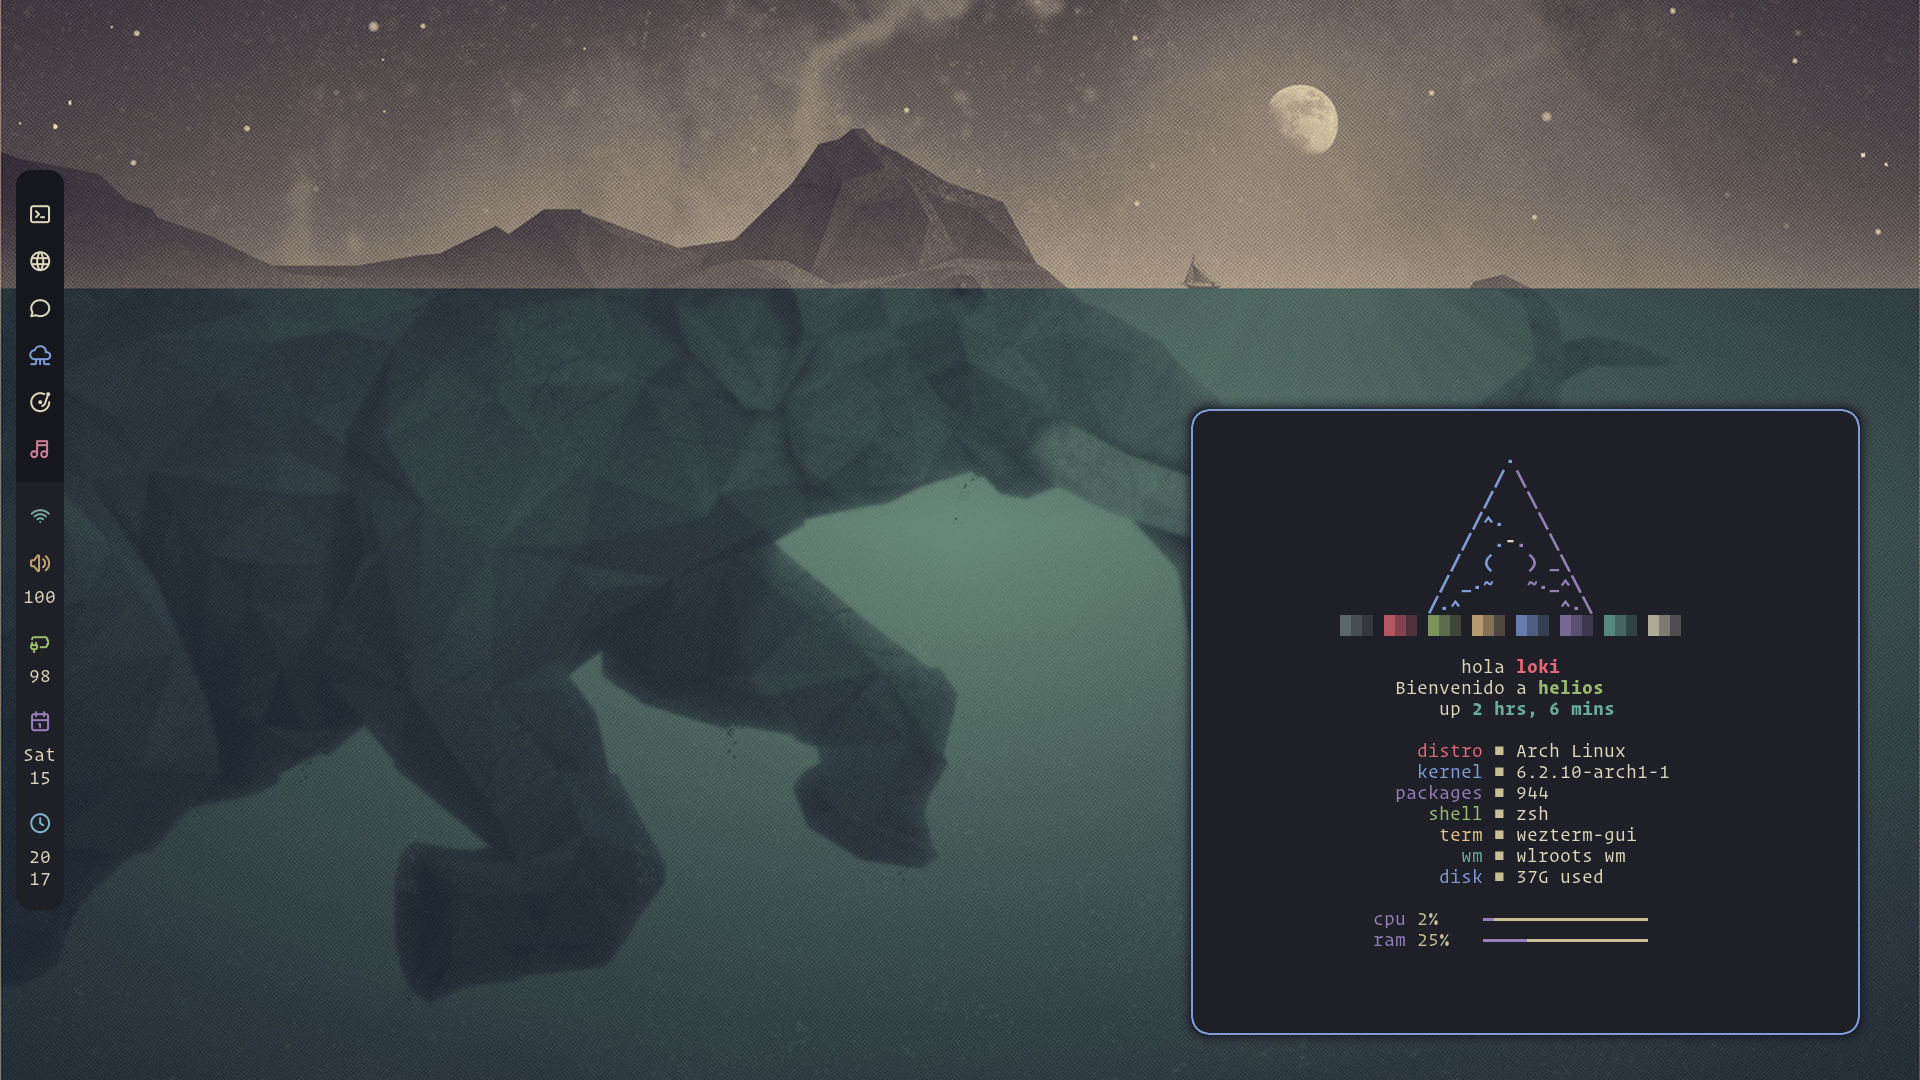 100
98
Sat
15
20
17
hola loki
Bienvenido a helios
up 2 hrs, 6 mins
distro ■ Arch Linux
kernel ■ 6.2.10-arch1-1
packages ■ 944
shell ■ zsh
term ■ wezterm-gui
wm ■ wlroots wm
disk ■ 37G used
cpu 2%
ram 25%